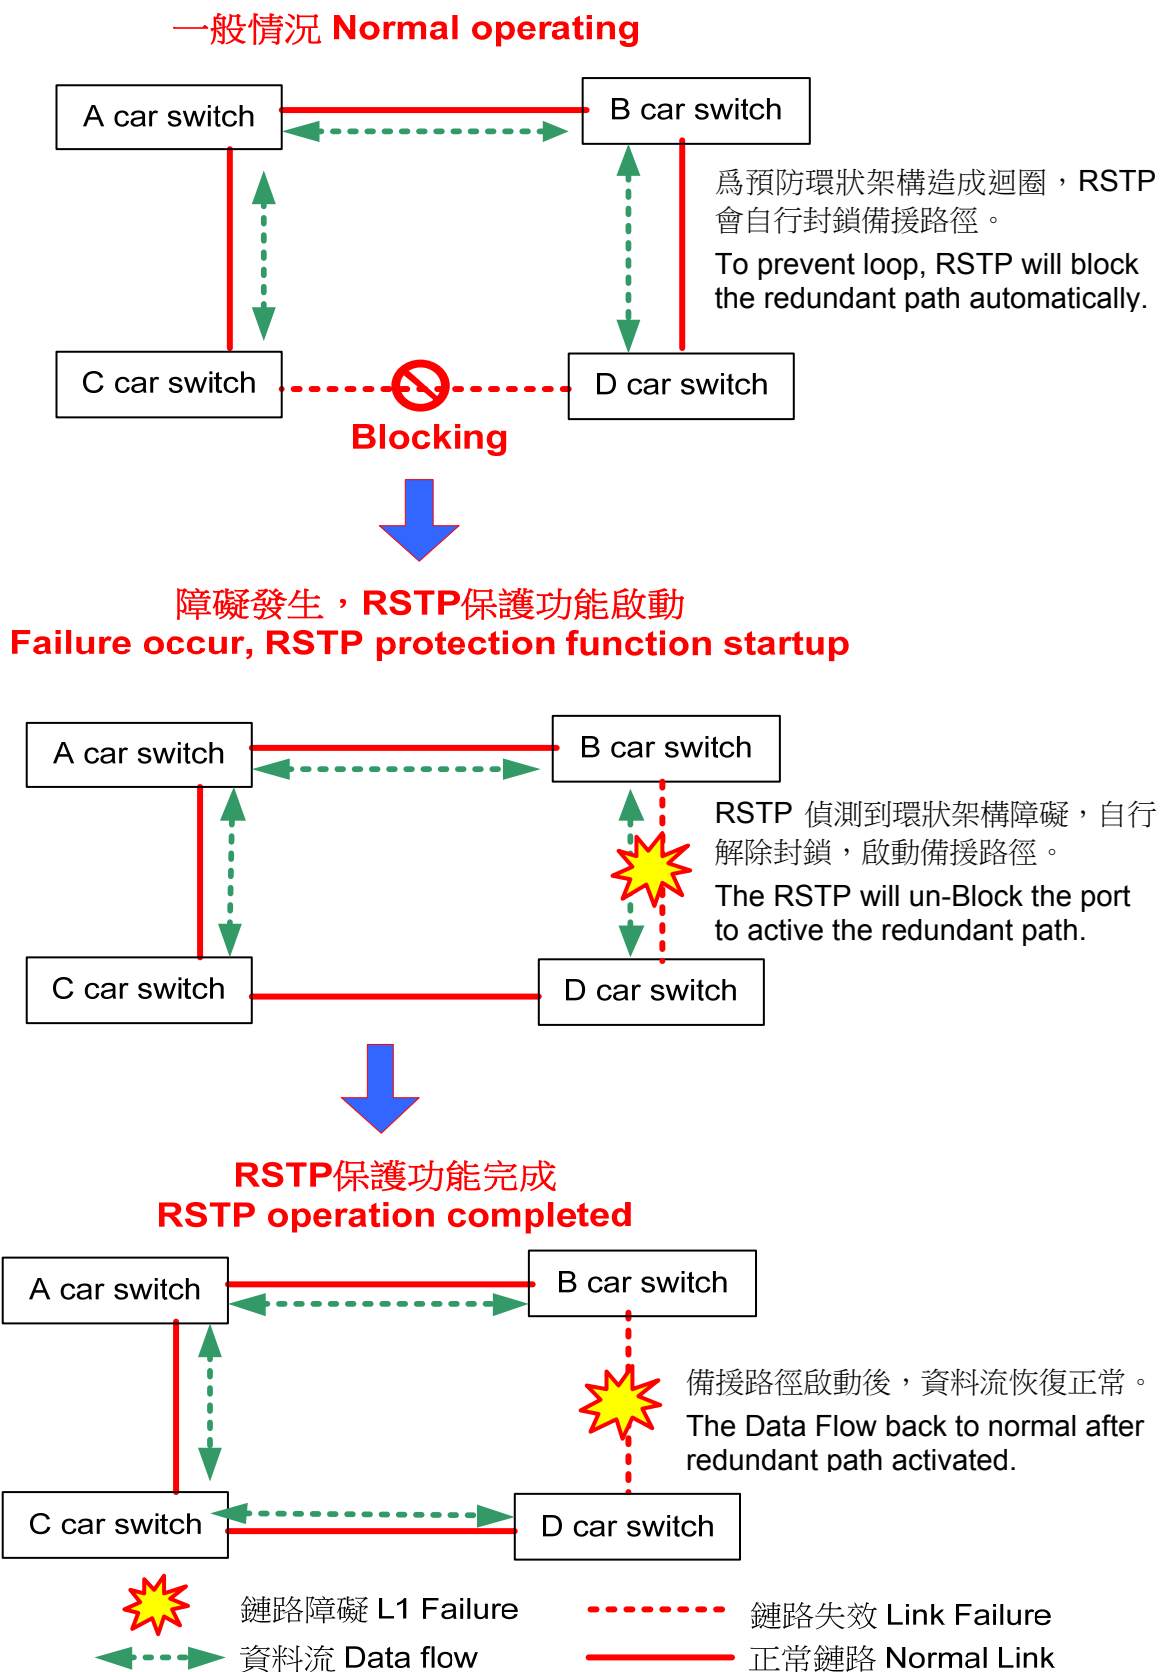 一般情況 Normal operating
A car switch
B car switch
為預防環狀架構造成迴圈，RSTP
會自行封鎖備援路徑。
To prevent loop, RSTP will block
the redundant path automatically.
C car switch
D car switch
Blocking
障礙發生，RSTP保護功能啟動
Failure occur, RSTP protection function startup
A car switch
B car switch
RSTP 偵測到環狀架構障礙，自行
解除封鎖，啟動備援路徑。
The RSTP will un-Block the port
to active the redundant path.
C car switch
D car switch
RSTP保護功能完成
RSTP operation completed
A car switch
B car switch
備援路徑啟動後，資料流恢復正常。
The Data Flow back to normal after
redundant path activated.
C car switch
D car switch
鏈路障礙 L1 Failure
鏈路失效 Link Failure
資料流 Data flow
正常鏈路 Normal Link